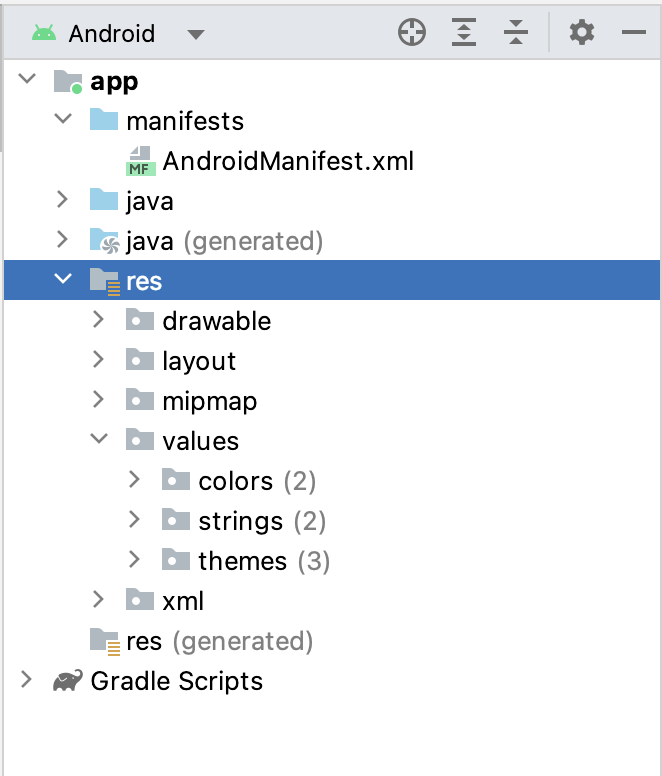 Android
app
manifests
MF AndroidManifest.xml
java
java (generated)
res
drawable
layout
mipmap
values
colors (2)
strings (2)
themes (3)
xml
res (generated)
Gradle Scripts